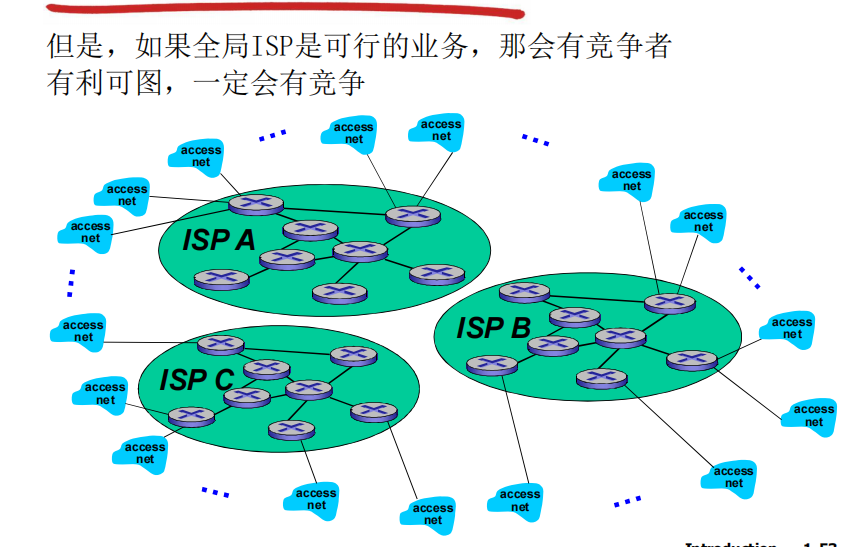 但是，如果全局ISP是可行的业务，那会有竞争者
有利可图，一定会有竞争
access
net
access
net
access
net
access
net
access
net
access
net
access
net
ISP A
ISP B
access
net
access
net
ISP C
access
net
access
net
access
net
access
net
access
net
access
net
access
net
Introduction 1-53